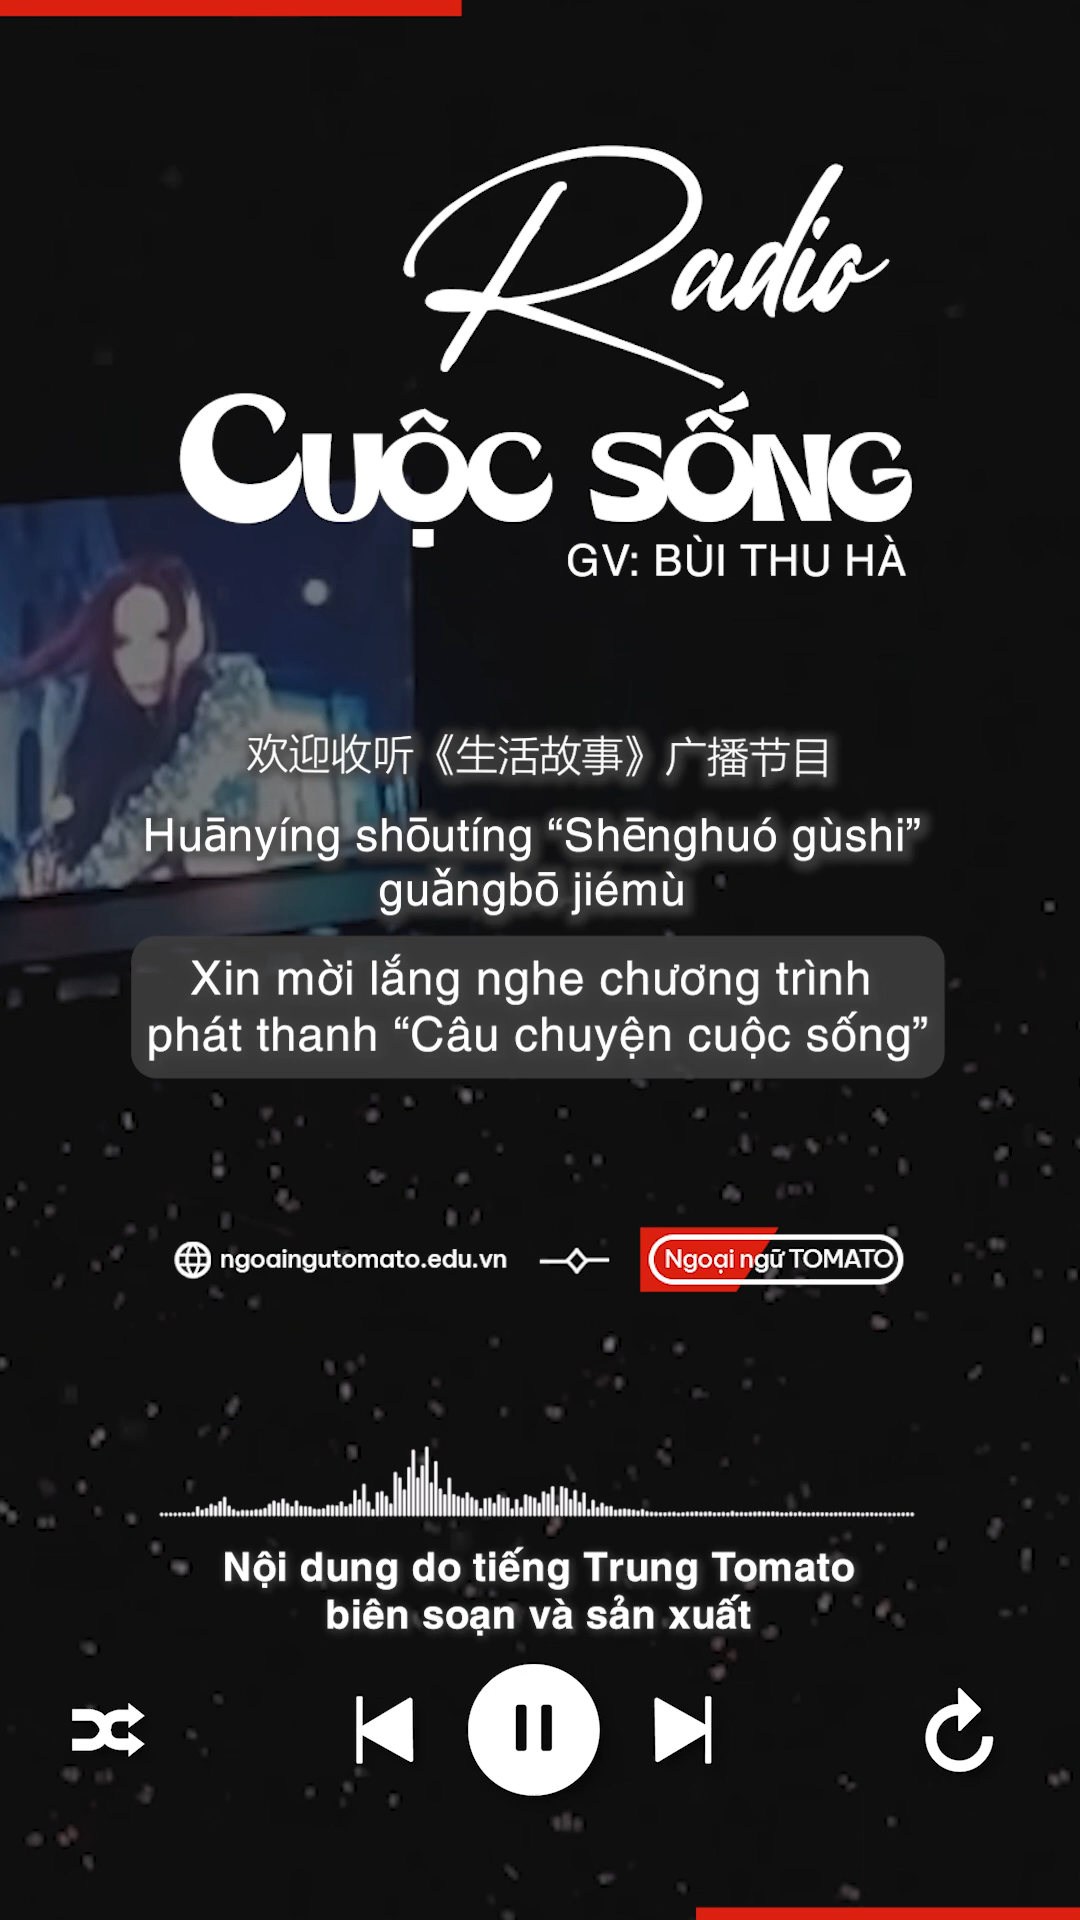 Radio
CUỘC SỐNG
GV: BÙI THU HÀ
欢迎收听《生活故事》广播节目
Huānyíng shōutíng “Shēnghuó gùshi”
guǎngbō jiémù
Xin mời lắng nghe chương trình
phát thanh “Câu chuyện cuộc sống”
ngoaingutomato.edu.vn
Ngoại ngữ TOMATO
Nội dung do tiếng Trung Tomato
biên soạn và sản xuất